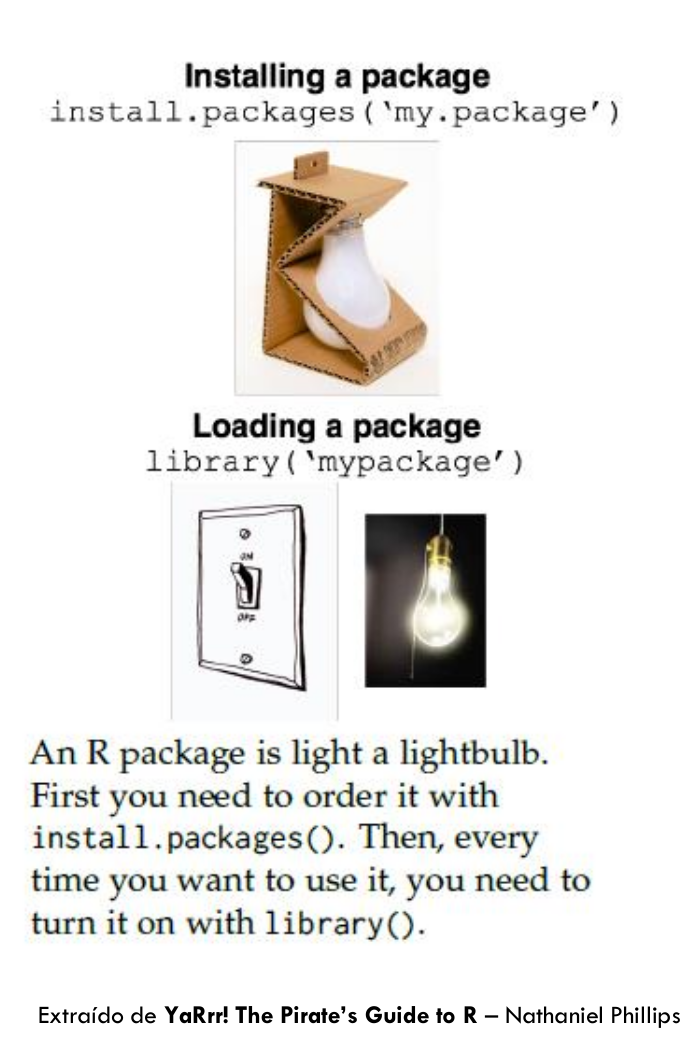 Installing a package
install.packages(‘my.package’)
Loading a package
library(‘mypackage’)
ON
OFF
An R package is light a lightbulb.
First you need to order it with
install.packages(). Then, every
time you want to use it, you need to
turn it on with library().
Extraído de YaRrr! The Pirate’s Guide to R – Nathaniel Phillips